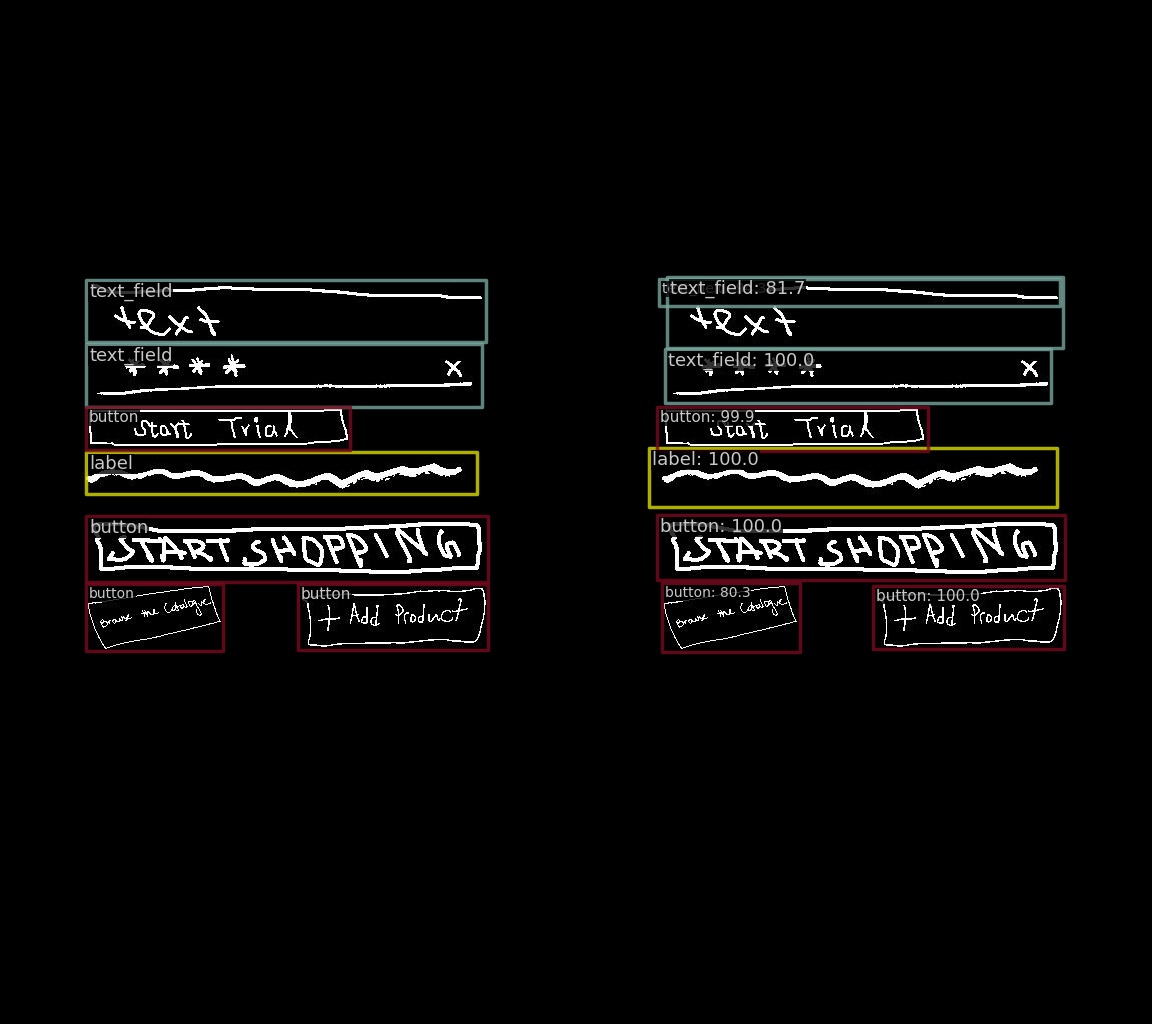 text_field
text
text_field
* * * * x
button
Start Trial
label
button
START SHOPPING
button
Browse the Catalogue
button
+ Add Product
text_field: 81.7
text
text_field: 100.0
* * * * x
button: 99.9
Start Trial
label: 100.0
button: 100.0
START SHOPPING
button: 80.3
Browse the Catalogue
button: 100.0
+ Add Product